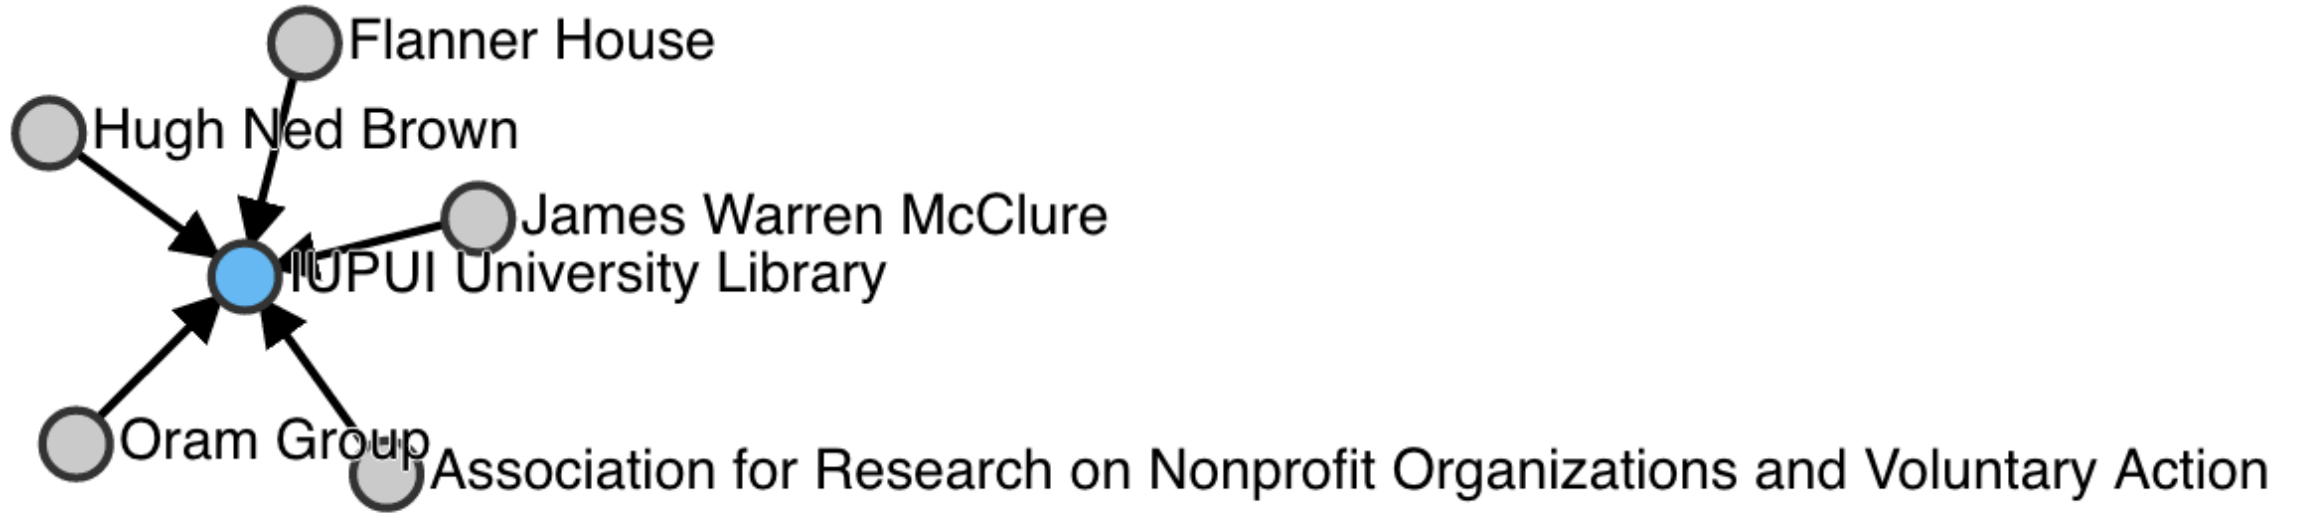 Flanner House
Hugh Ned Brown
James Warren McClure
IUPUI University Library
Oram Group
Association for Research on Nonprofit Organizations and Voluntary Action